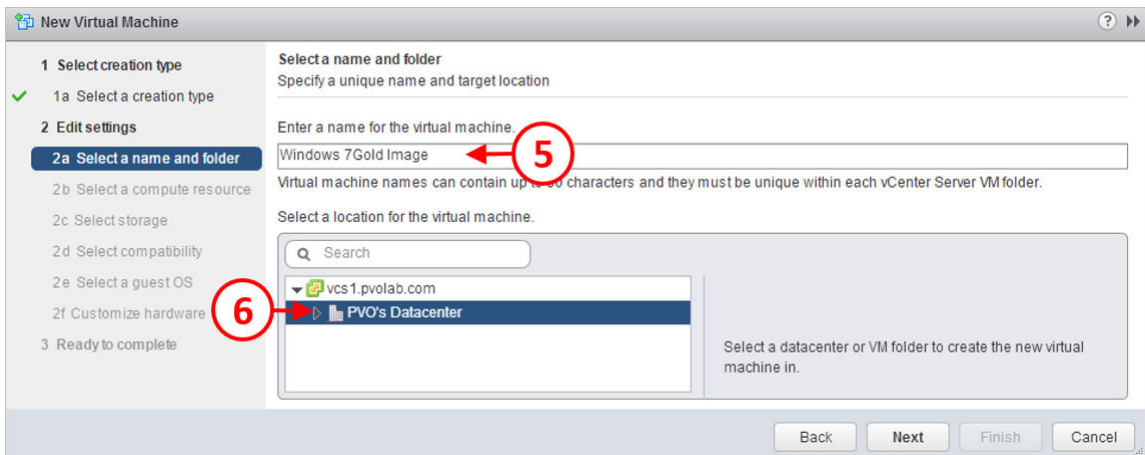 New Virtual Machine
?
1 Select creation type
1a Select a creation type
2 Edit settings
2a Select a name and folder
2b Select a compute resource
2c Select storage
2d Select compatibility
2e Select a guest OS
2f Customize hardware
3 Ready to complete
Select a name and folder
Specify a unique name and target location
Enter a name for the virtual machine.
Windows 7Gold Image
5
Virtual machine names can contain up to 80 characters and they must be unique within each vCenter Server VM folder.
Select a location for the virtual machine.
Search
vcs1.pvolab.com
6
PVO's Datacenter
Select a datacenter or VM folder to create the new virtual
machine in.
Back
Next
Finish
Cancel